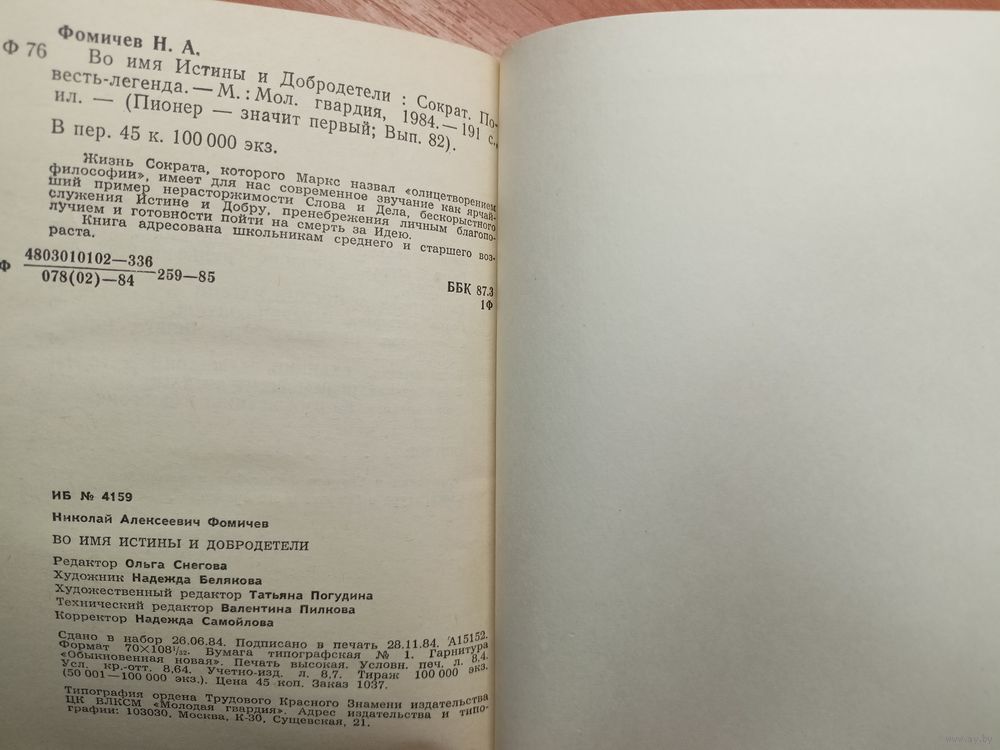 Фомичев Н. А.
Ф 76
Во имя Истины и Добродетели : Сократ. По-
весть-легенда. — М. : Мол. гвардия, 1984. — 191 с.,
ил. — (Пионер — значит первый; Вып. 82).
В пер. 45 к. 100 000 экз.
Жизнь Сократа, которого Маркс назвал «олицетворением
философии», имеет для нас современное звучание как ярчай-
ший пример нерасторжимости Слова и Дела, бескорыстного
служения Истине и Добру, пренебрежения личным благопо-
лучием и готовности пойти на смерть за Идею.
Книга адресована школьникам среднего и старшего воз-
раста.
Ф 4803010102—336
078(02)—84 259—85
ББК 87.3
1Ф
ИБ № 4159
Николай Алексеевич Фомичев
ВО ИМЯ ИСТИНЫ И ДОБРОДЕТЕЛИ
Редактор Ольга Снегова
Художник Надежда Белякова
Художественный редактор Татьяна Погудина
Технический редактор Валентина Пилкова
Корректор Надежда Самойлова
Сдано в набор 26.06.84. Подписано в печать 28.11.84. А15152.
Формат 70×108¹/₃₂. Бумага типографская № 1. Гарнитура
«Обыкновенная новая». Печать высокая. Условн. печ. л. 8,4.
Усл. кр.-отт. 8,64. Учетно-изд. л. 8,7. Тираж 100 000 экз.
(50 001—100 000 экз.). Цена 45 коп. Заказ 1037.
Типография ордена Трудового Красного Знамени издательства
ЦК ВЛКСМ «Молодая гвардия». Адрес издательства и типо-
графии: 103030, Москва, К-30, Сущевская, 21.
www.av.by